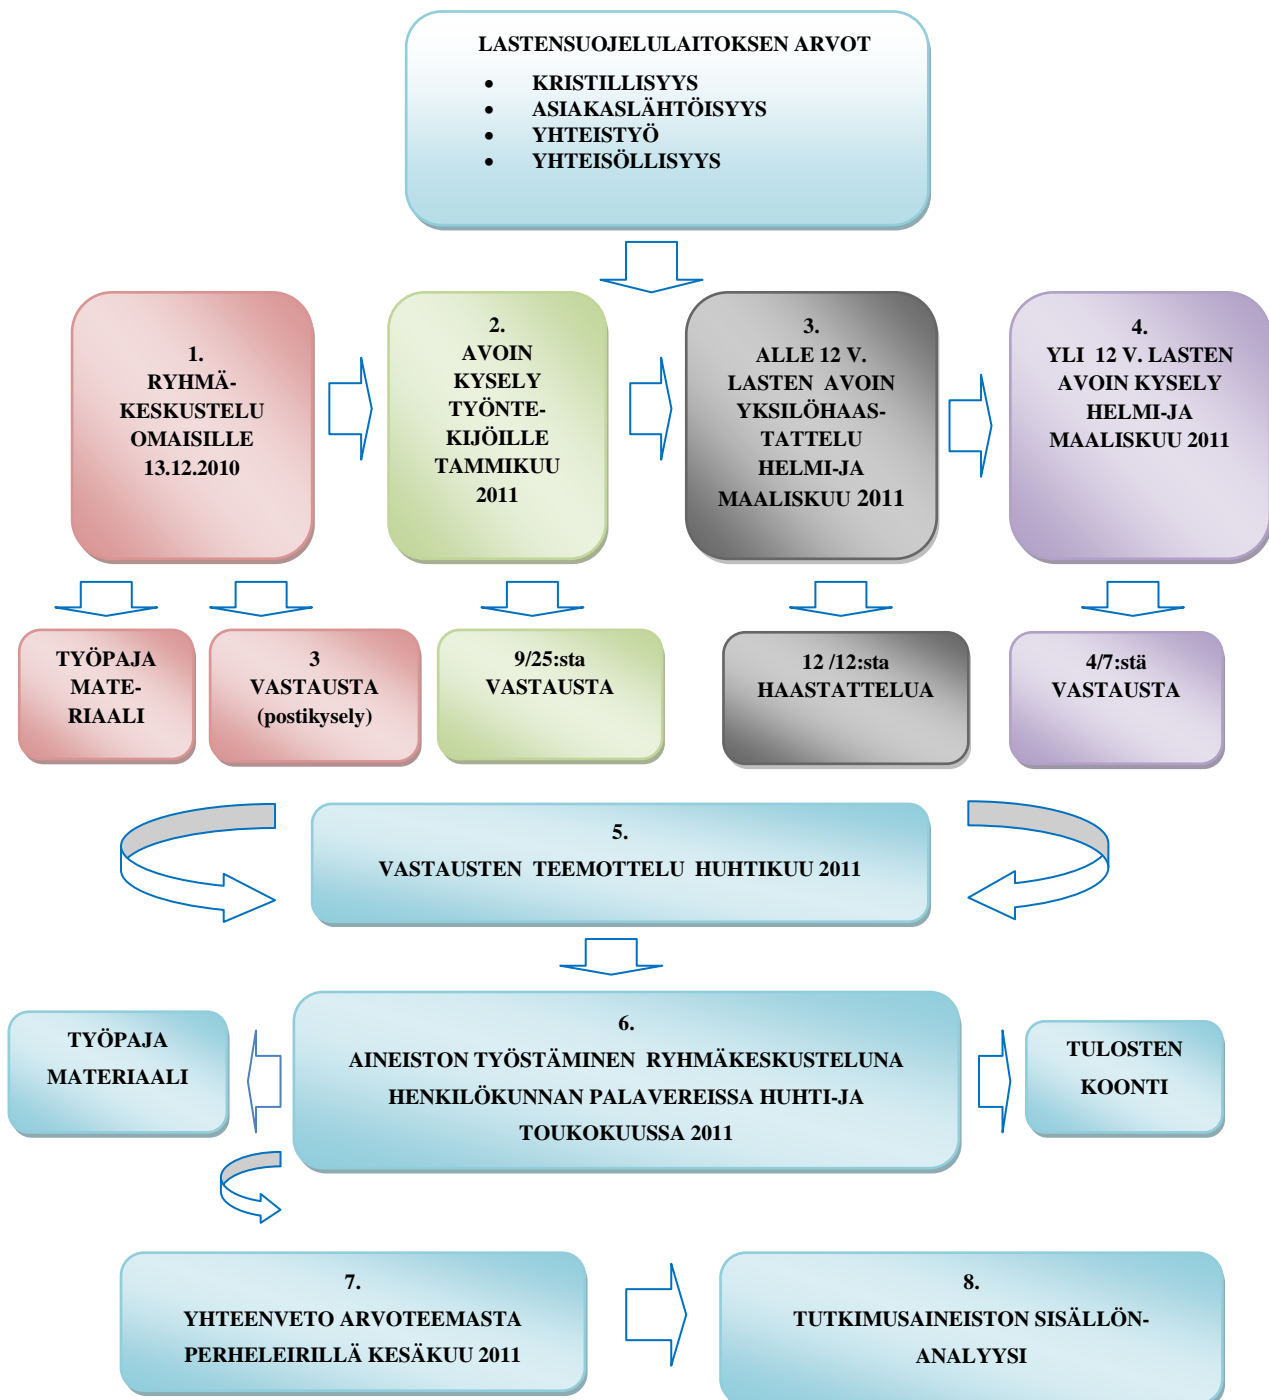 LASTENSUOJELULAITOKSEN ARVOT
• KRISTILLISYYS
• ASIAKASLÄHTÖISYYS
• YHTEISTYÖ
• YHTEISÖLLISYYS
1.
RYHMÄ-
KESKUSTELU
OMAISILLE
13.12.2010
2.
AVOIN
KYSELY
TYÖNTE-
KIJÖILLE
TAMMIKUU
2011
3.
ALLE 12 V.
LASTEN AVOIN
YKSILÖHAAS-
TATTELU
HELMI-JA
MAALISKUU 2011
4.
YLI 12 V. LASTEN
AVOIN KYSELY
HELMI-JA
MAALISKUU 2011
TYÖPAJA
MATE-
RIAALI
3
VASTAUSTA
(postikysely)
9/25:sta
VASTAUSTA
12 /12:sta
HAASTATTELUA
4/7:stä
VASTAUSTA
5.
VASTAUSTEN TEEMOTTELU HUHTIKUU 2011
6.
AINEISTON TYÖSTÄMINEN RYHMÄKESKUSTELUNA
HENKILÖKUNNAN PALAVEREISSA HUHTI-JA
TOUKOKUUSSA 2011
TYÖPAJA
MATERIAALI
TULOSTEN
KOONTI
7.
YHTEENVETO ARVOTEEMASTA
PERHELEIRILLÄ KESÄKUU 2011
8.
TUTKIMUSAINEISTON SISÄLLÖN-
ANALYYSI